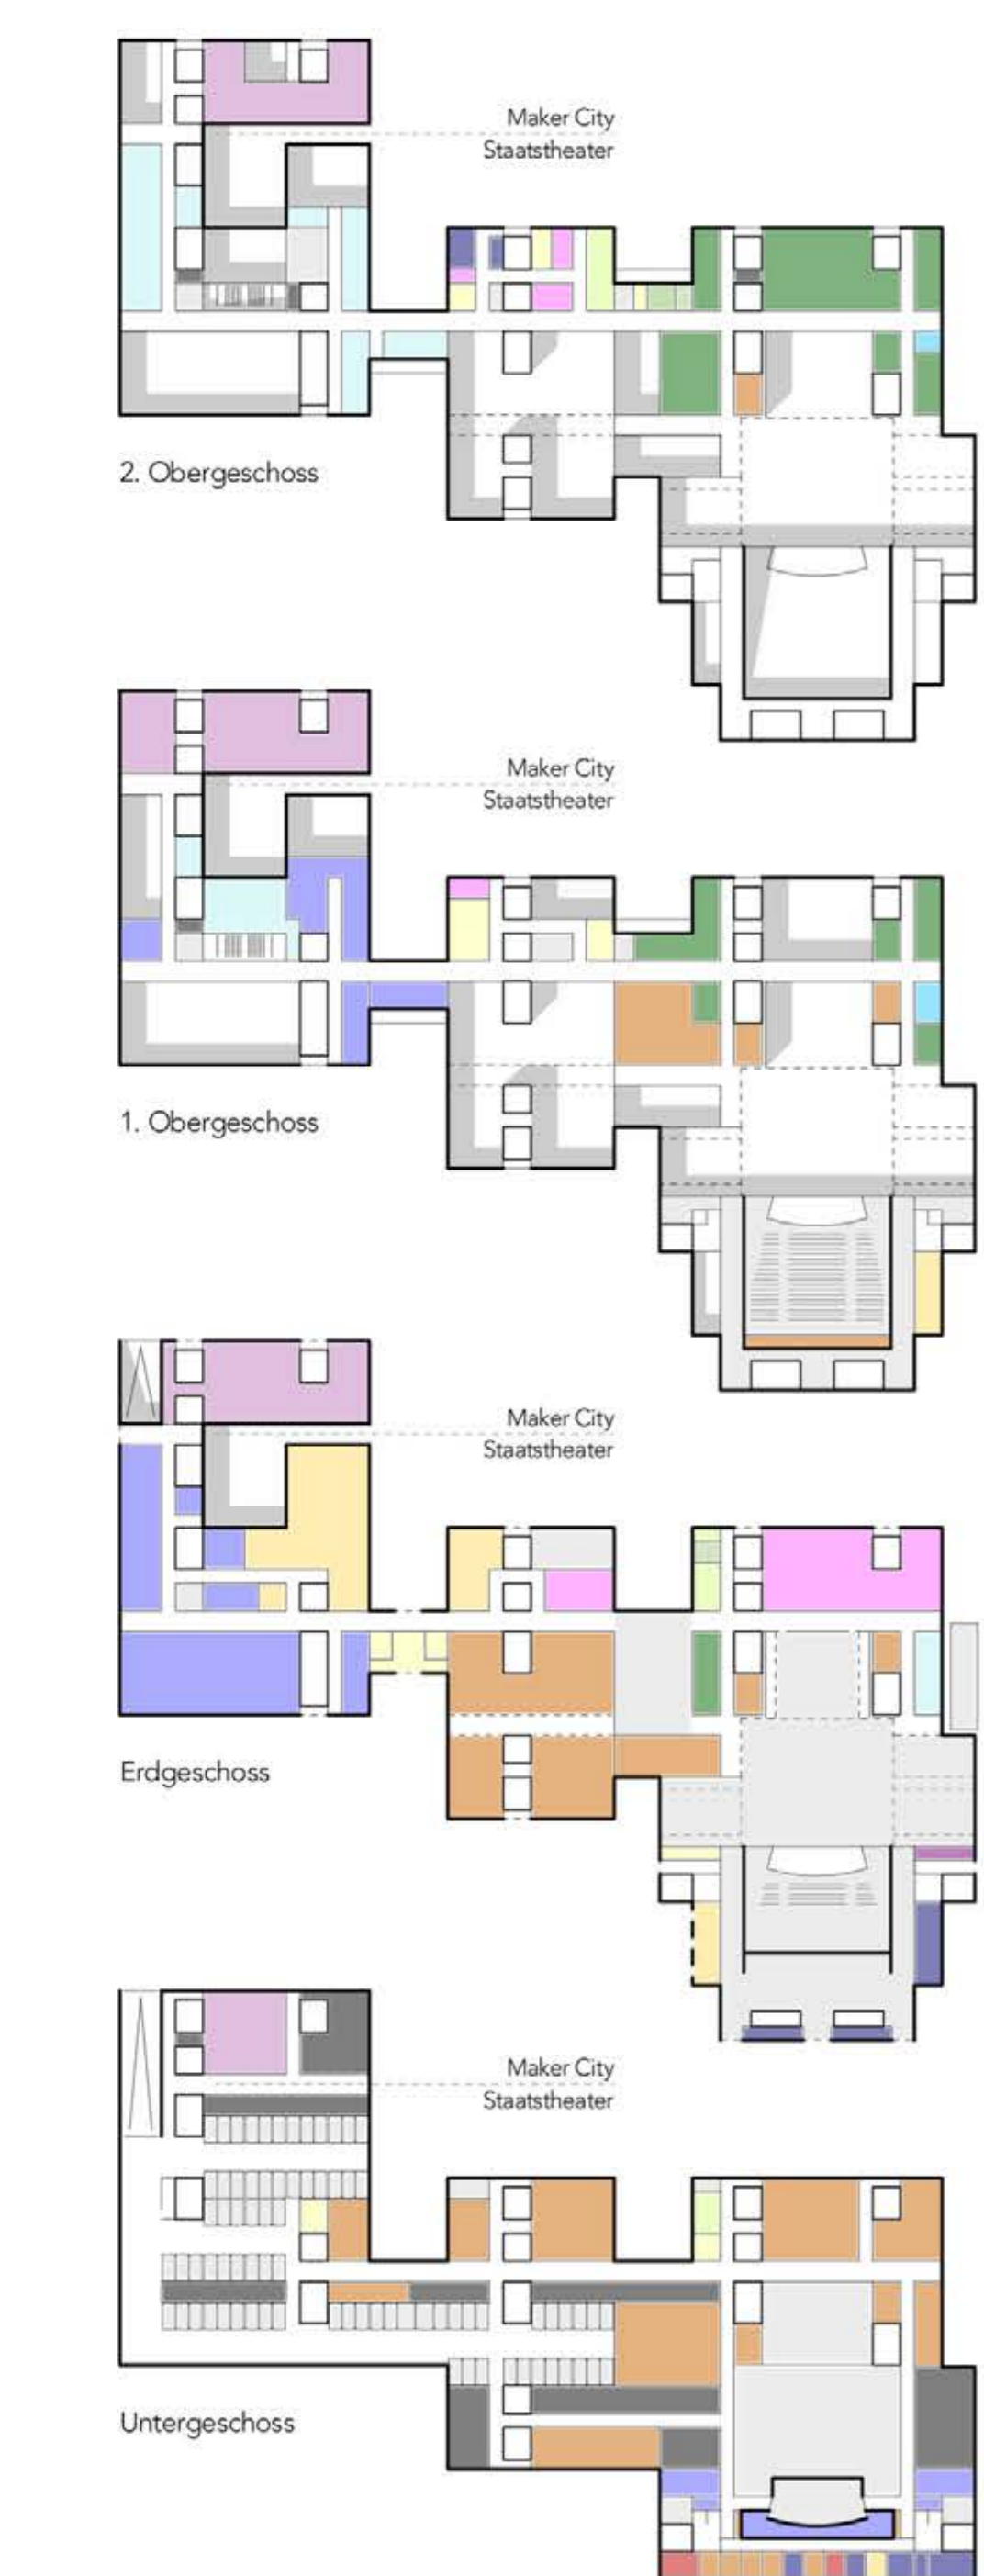 Maker City
Staatstheater
2. Obergeschoss
Maker City
Staatstheater
1. Obergeschoss
Maker City
Staatstheater
Erdgeschoss
Maker City
Staatstheater
Untergeschoss